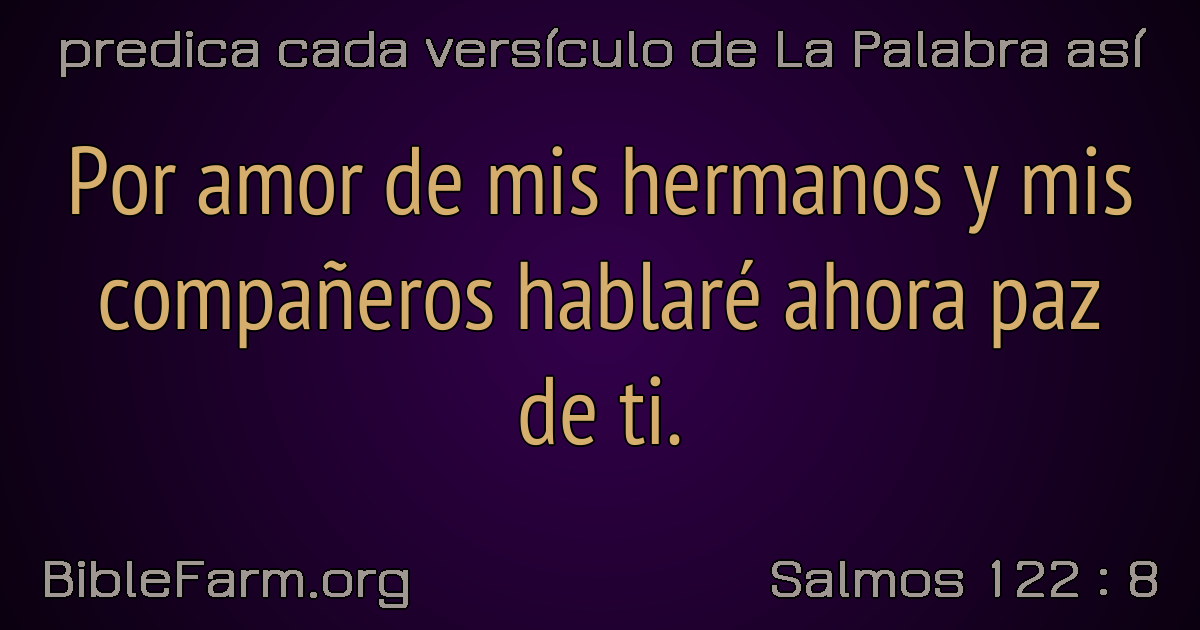 predica cada versículo de La Palabra así
Por amor de mis hermanos y mis
compañeros hablaré ahora paz
de ti.
BibleFarm.org
Salmos 122 : 8